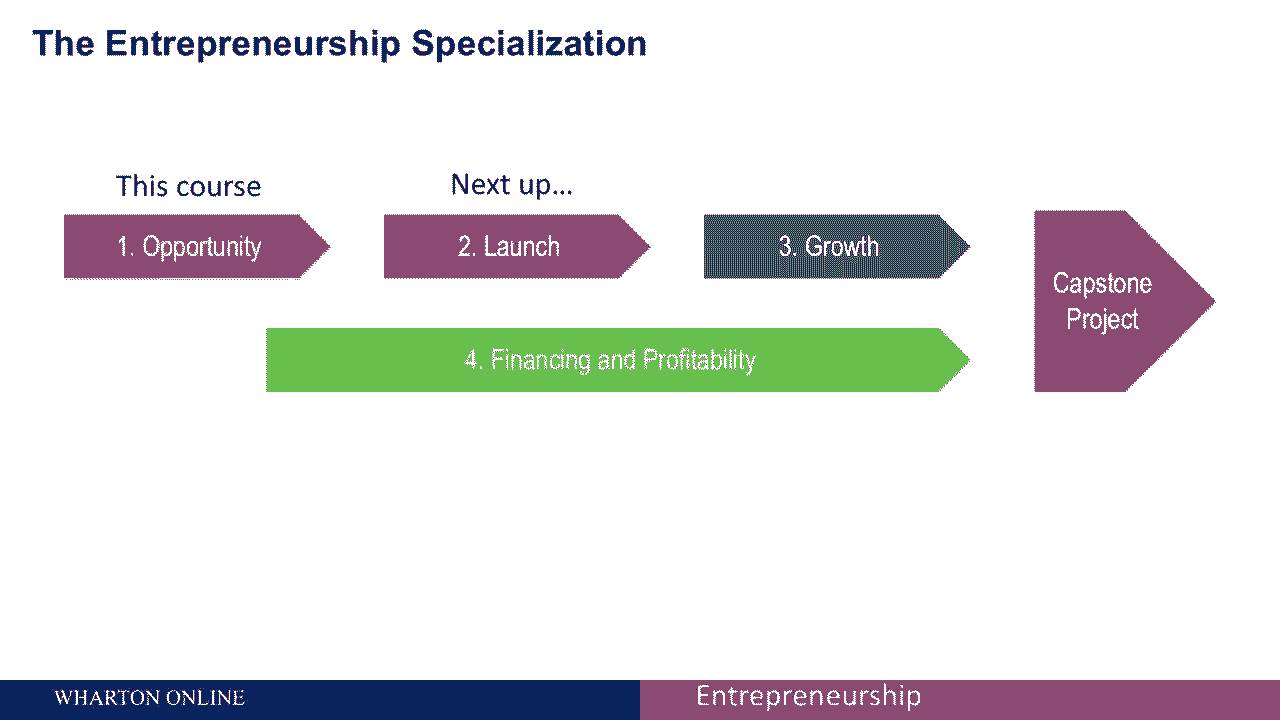 The Entrepreneurship Specialization
This course
Next up...
1. Opportunity
2. Launch
3. Growth
Capstone
Project
4. Financing and Profitability
WHARTON ONLINE
Entrepreneurship